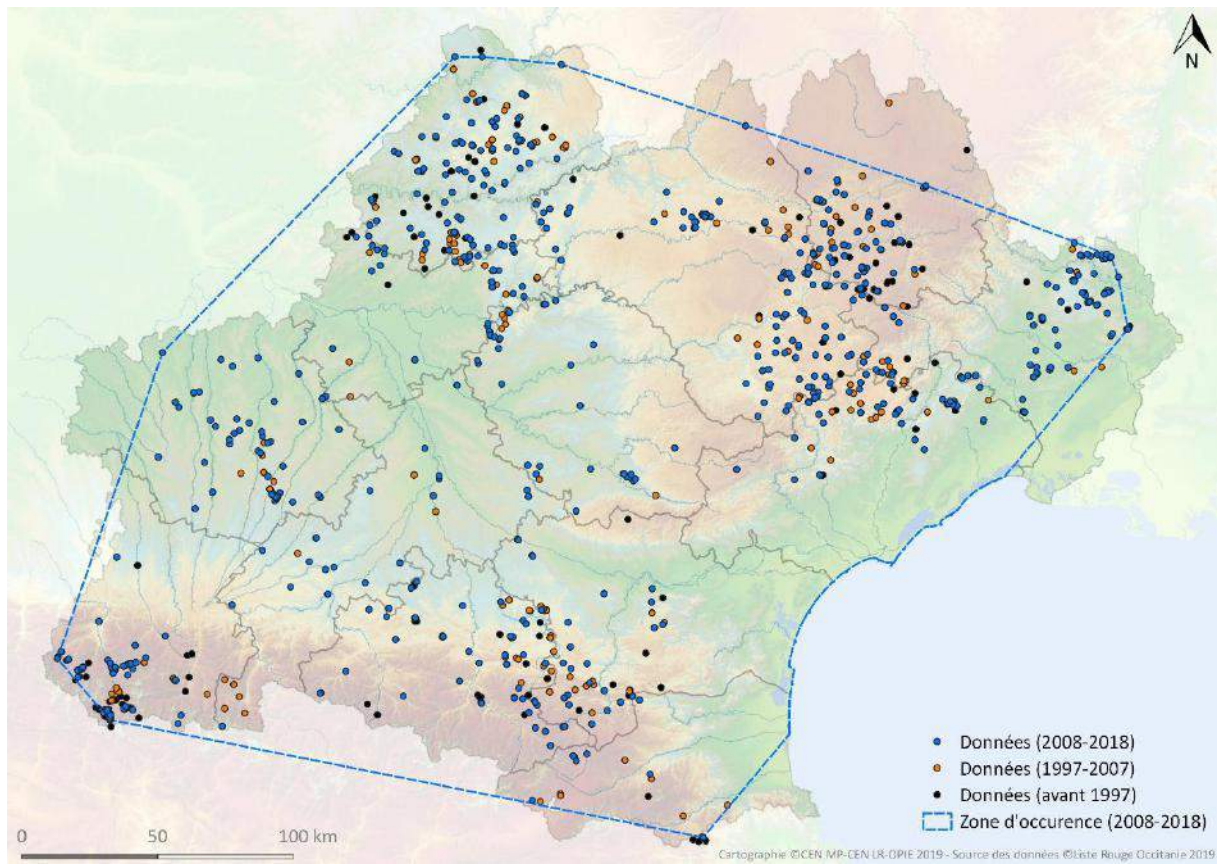 N
Données (2008-2018)
Données (1997-2007)
Données (avant 1997)
Zone d'occurence (2008-2018)
0 50 100 km
Cartographie ©CEN MP-CEN LR-OPIE 2019 - Source des données ©Liste Rouge Occitanie 2019